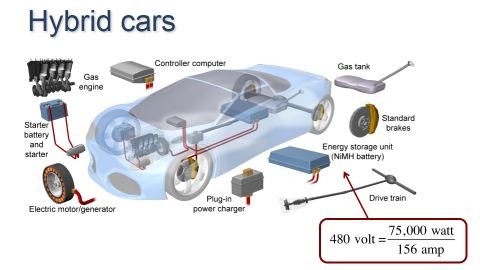 Hybrid cars
Controller computer
Gas tank
Gas
engine
Starter
battery
and
starter
Standard
brakes
Energy storage unit
(NiMH battery)
Electric motor/generator
Plug-in
power charger
Drive train
480 volt = 75,000 watt / 156 amp